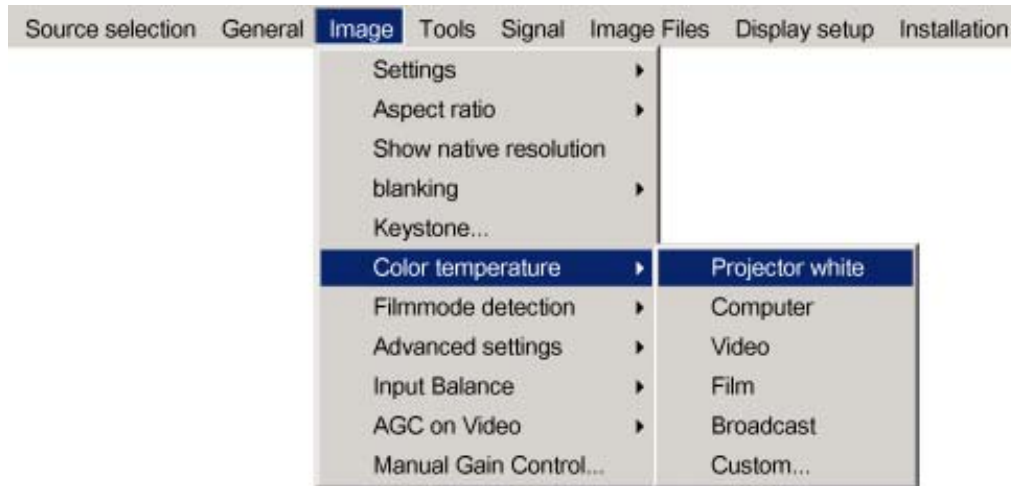 Source selection General Image Tools Signal Image Files Display setup Installation
Settings
Aspect ratio
Show native resolution
blanking
Keystone...
Color temperature
Filmmode detection
Advanced settings
Input Balance
AGC on Video
Manual Gain Control...
Projector white
Computer
Video
Film
Broadcast
Custom...